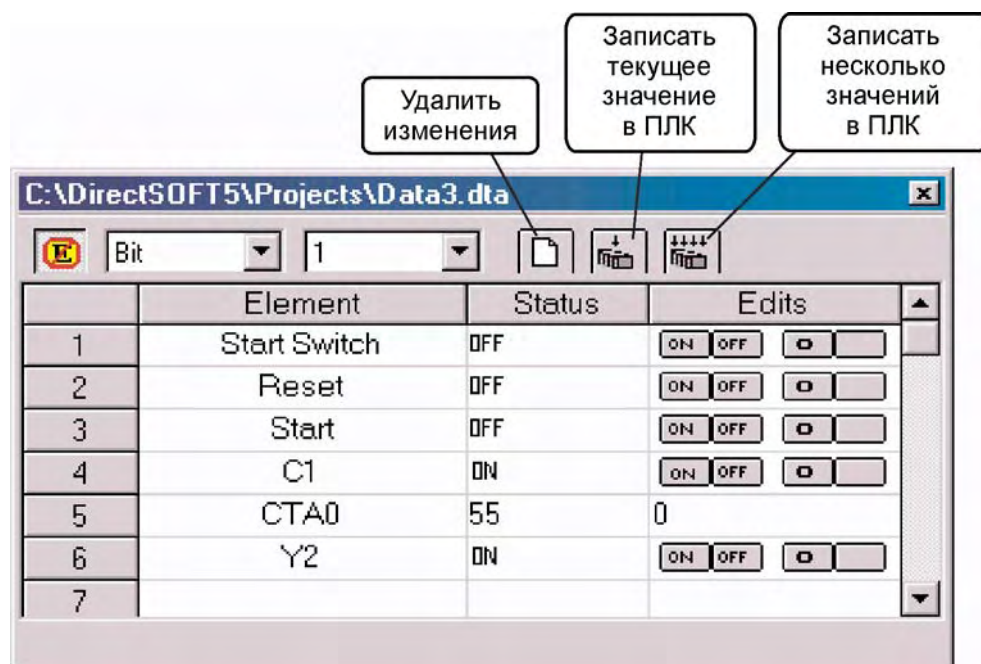 Удалить
изменения
Записать
текущее
значение
в ПЛК
Записать
несколько
значений
в ПЛК
C:\DirectSOFT5\Projects\Data3.dta
E Bit 1
Element Status Edits
1 Start Switch OFF ON OFF O
2 Reset OFF ON OFF O
3 Start OFF ON OFF O
4 C1 ON ON OFF O
5 CTA0 55 0
6 Y2 ON ON OFF O
7